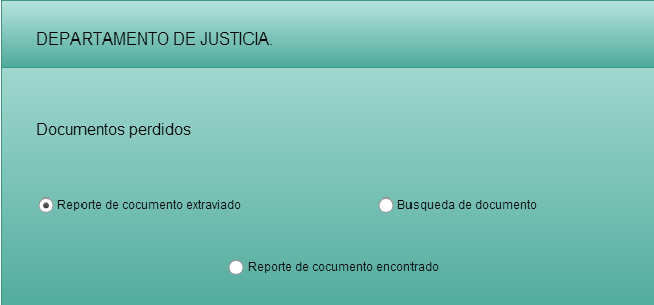 DEPARTAMENTO DE JUSTICIA.
Documentos perdidos
Reporte de cocumento extraviado
Busqueda de documento
Reporte de cocumento encontrado